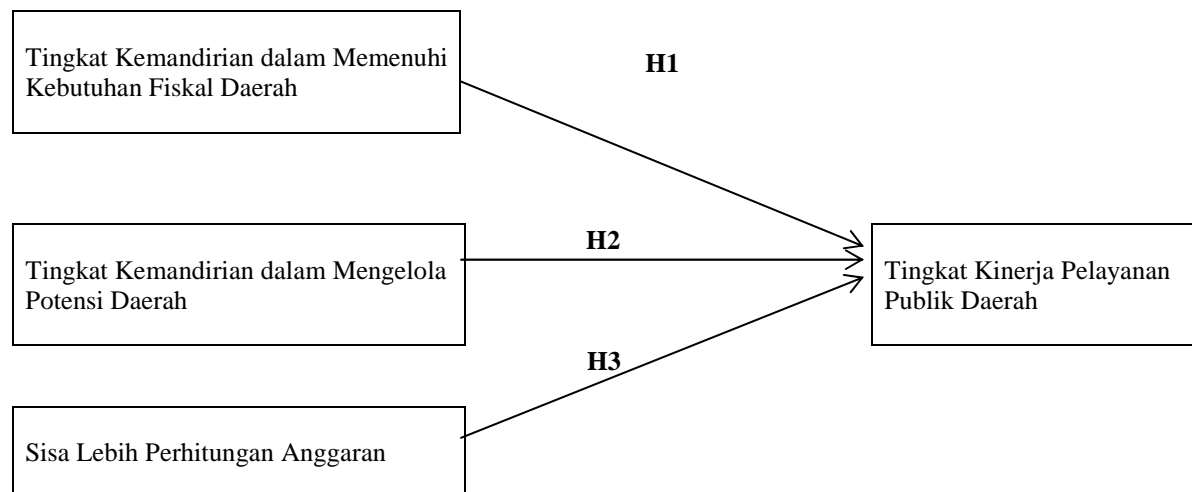 Tingkat Kemandirian dalam Memenuhi
Kebutuhan Fiskal Daerah
H1
Tingkat Kemandirian dalam Mengelola
Potensi Daerah
H2
Tingkat Kinerja Pelayanan
Publik Daerah
H3
Sisa Lebih Perhitungan Anggaran